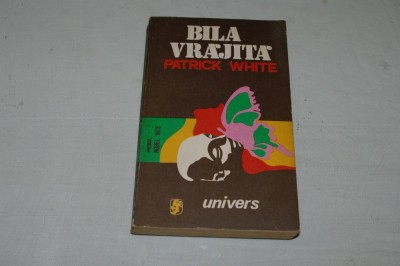 BILA
VRĂJITĂ
PATRICK WHITE
univers